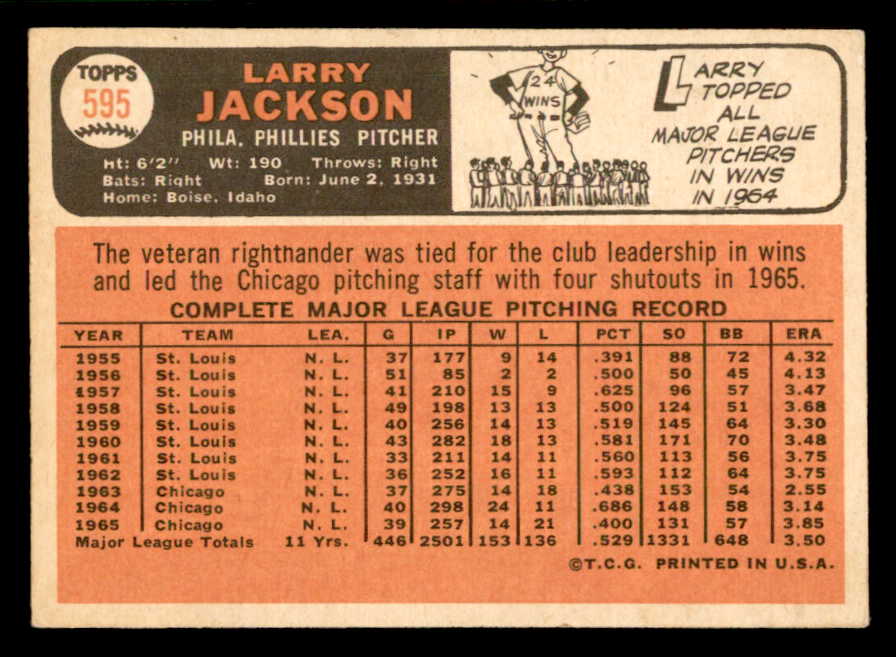 TOPPS
595
LARRY
JACKSON
PHILA. PHILLIES PITCHER
Ht: 6'2" Wt: 190 Throws: Right
Bats: Right Born: June 2, 1931
Home: Boise, Idaho
24
WINS
LARRY
TOPPED
ALL
MAJOR LEAGUE
PITCHERS
IN WINS
IN 1964
The veteran righthander was tied for the club leadership in wins
and led the Chicago pitching staff with four shutouts in 1965.
COMPLETE MAJOR LEAGUE PITCHING RECORD
YEAR TEAM LEA. G IP W L PCT SO BB ERA
1955 St. Louis N. L. 37 177 9 14 .391 88 72 4.32
1956 St. Louis N. L. 51 85 2 2 .500 50 45 4.13
1957 St. Louis N. L. 41 210 15 9 .625 96 57 3.47
1958 St. Louis N. L. 49 198 13 13 .500 124 51 3.68
1959 St. Louis N. L. 40 256 14 13 .519 145 64 3.30
1960 St. Louis N. L. 43 282 18 13 .581 171 70 3.48
1961 St. Louis N. L. 33 211 14 11 .560 113 56 3.75
1962 St. Louis N. L. 36 252 16 11 .593 112 64 3.75
1963 Chicago N. L. 37 275 14 18 .438 153 54 2.55
1964 Chicago N. L. 40 298 24 11 .686 148 58 3.14
1965 Chicago N. L. 39 257 14 21 .400 131 57 3.85
Major League Totals 11 Yrs. 446 2501 153 136 .529 1331 648 3.50
©T.C.G. PRINTED IN U.S.A.